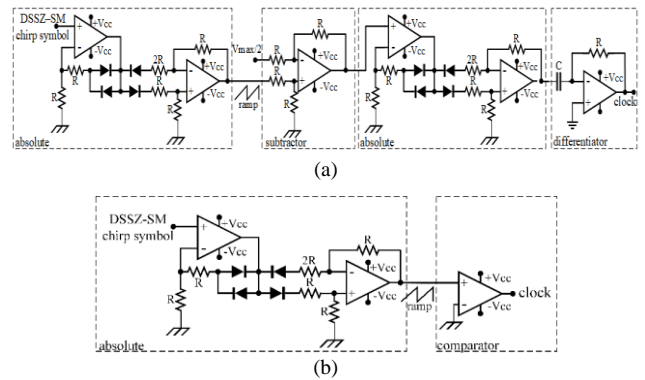 (a)
DSSZ-SM
chirp symbol
+
-
+Vcc
-Vcc
R
R
2R
R
R
-
+
+Vcc
-Vcc
R
absolute
ramp
Vmax/2
R
R
R
-
+
+Vcc
-Vcc
R
subtractor
+
-
+Vcc
-Vcc
R
R
2R
R
R
-
+
+Vcc
-Vcc
R
absolute
C
R
-
+
+Vcc
-Vcc
clock
differentiator
(a)
DSSZ-SM
chirp symbol
+
-
+Vcc
-Vcc
R
R
2R
R
R
-
+
+Vcc
-Vcc
R
absolute
ramp
+
-
+Vcc
-Vcc
clock
comparator
(b)